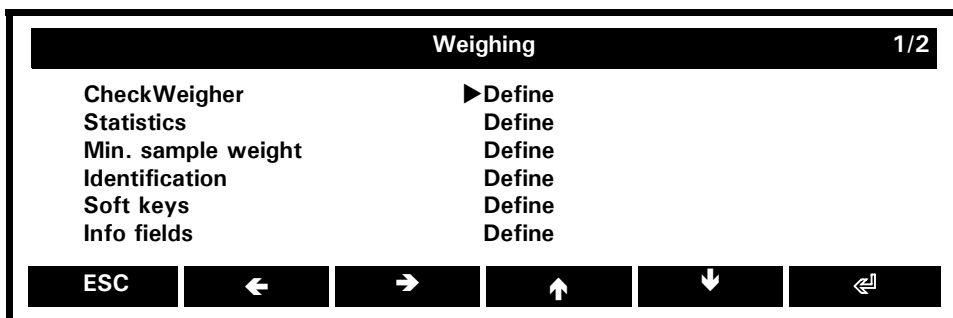 Weighing 1/2
CheckWeigher ▶Define
Statistics Define
Min. sample weight Define
Identification Define
Soft keys Define
Info fields Define
ESC ← → ↑ ↓ ↵